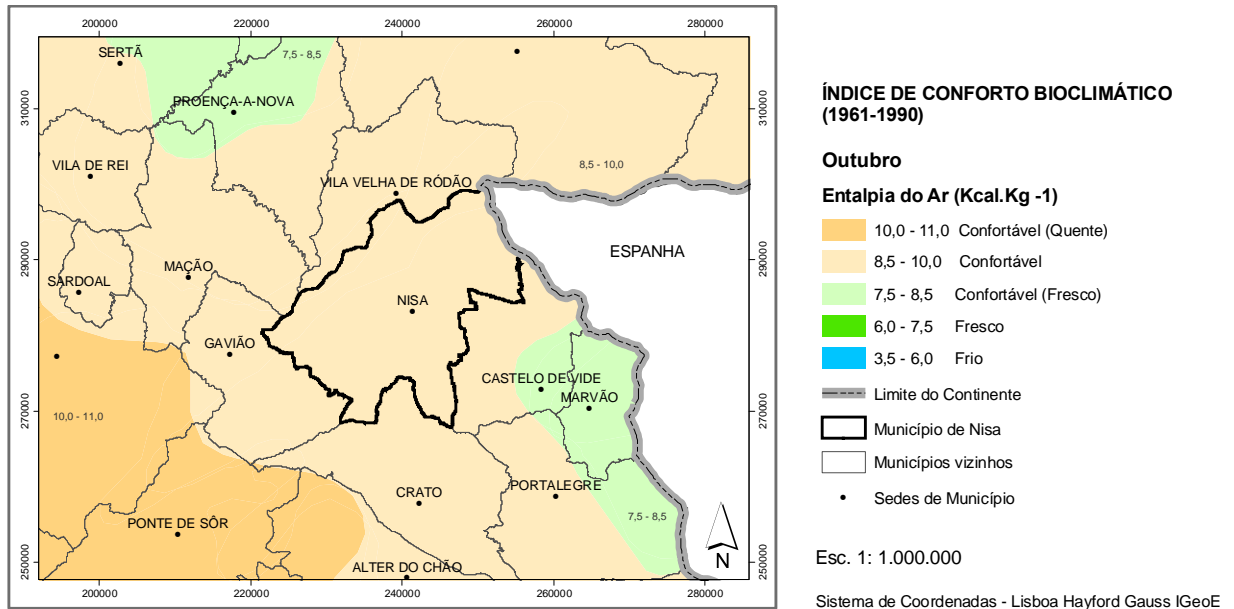 200000
220000
240000
260000
280000
SERTÃ
7,5 - 8,5
PROENÇA-A-NOVA
310000
310000
VILA DE REI
8,5 - 10,0
VILA VELHA DE RÓDÃO
ESPANHA
290000
290000
MAÇÃO
SARDOAL
NISA
GAVIÃO
CASTELO DE VIDE
MARVÃO
10,0 - 11,0
270000
270000
CRATO
PORTALEGRE
7,5 - 8,5
PONTE DE SÔR
N
250000
250000
ALTER DO CHÃO
200000
220000
240000
260000
280000
ÍNDICE DE CONFORTO BIOCLIMÁTICO
(1961-1990)
Outubro
Entalpia do Ar (Kcal.Kg -1)
10,0 - 11,0 Confortável (Quente)
8,5 - 10,0 Confortável
7,5 - 8,5 Confortável (Fresco)
6,0 - 7,5 Fresco
3,5 - 6,0 Frio
Limite do Continente
Município de Nisa
Municípios vizinhos
Sedes de Município
Esc. 1: 1.000.000
Sistema de Coordenadas - Lisboa Hayford Gauss IGeoE